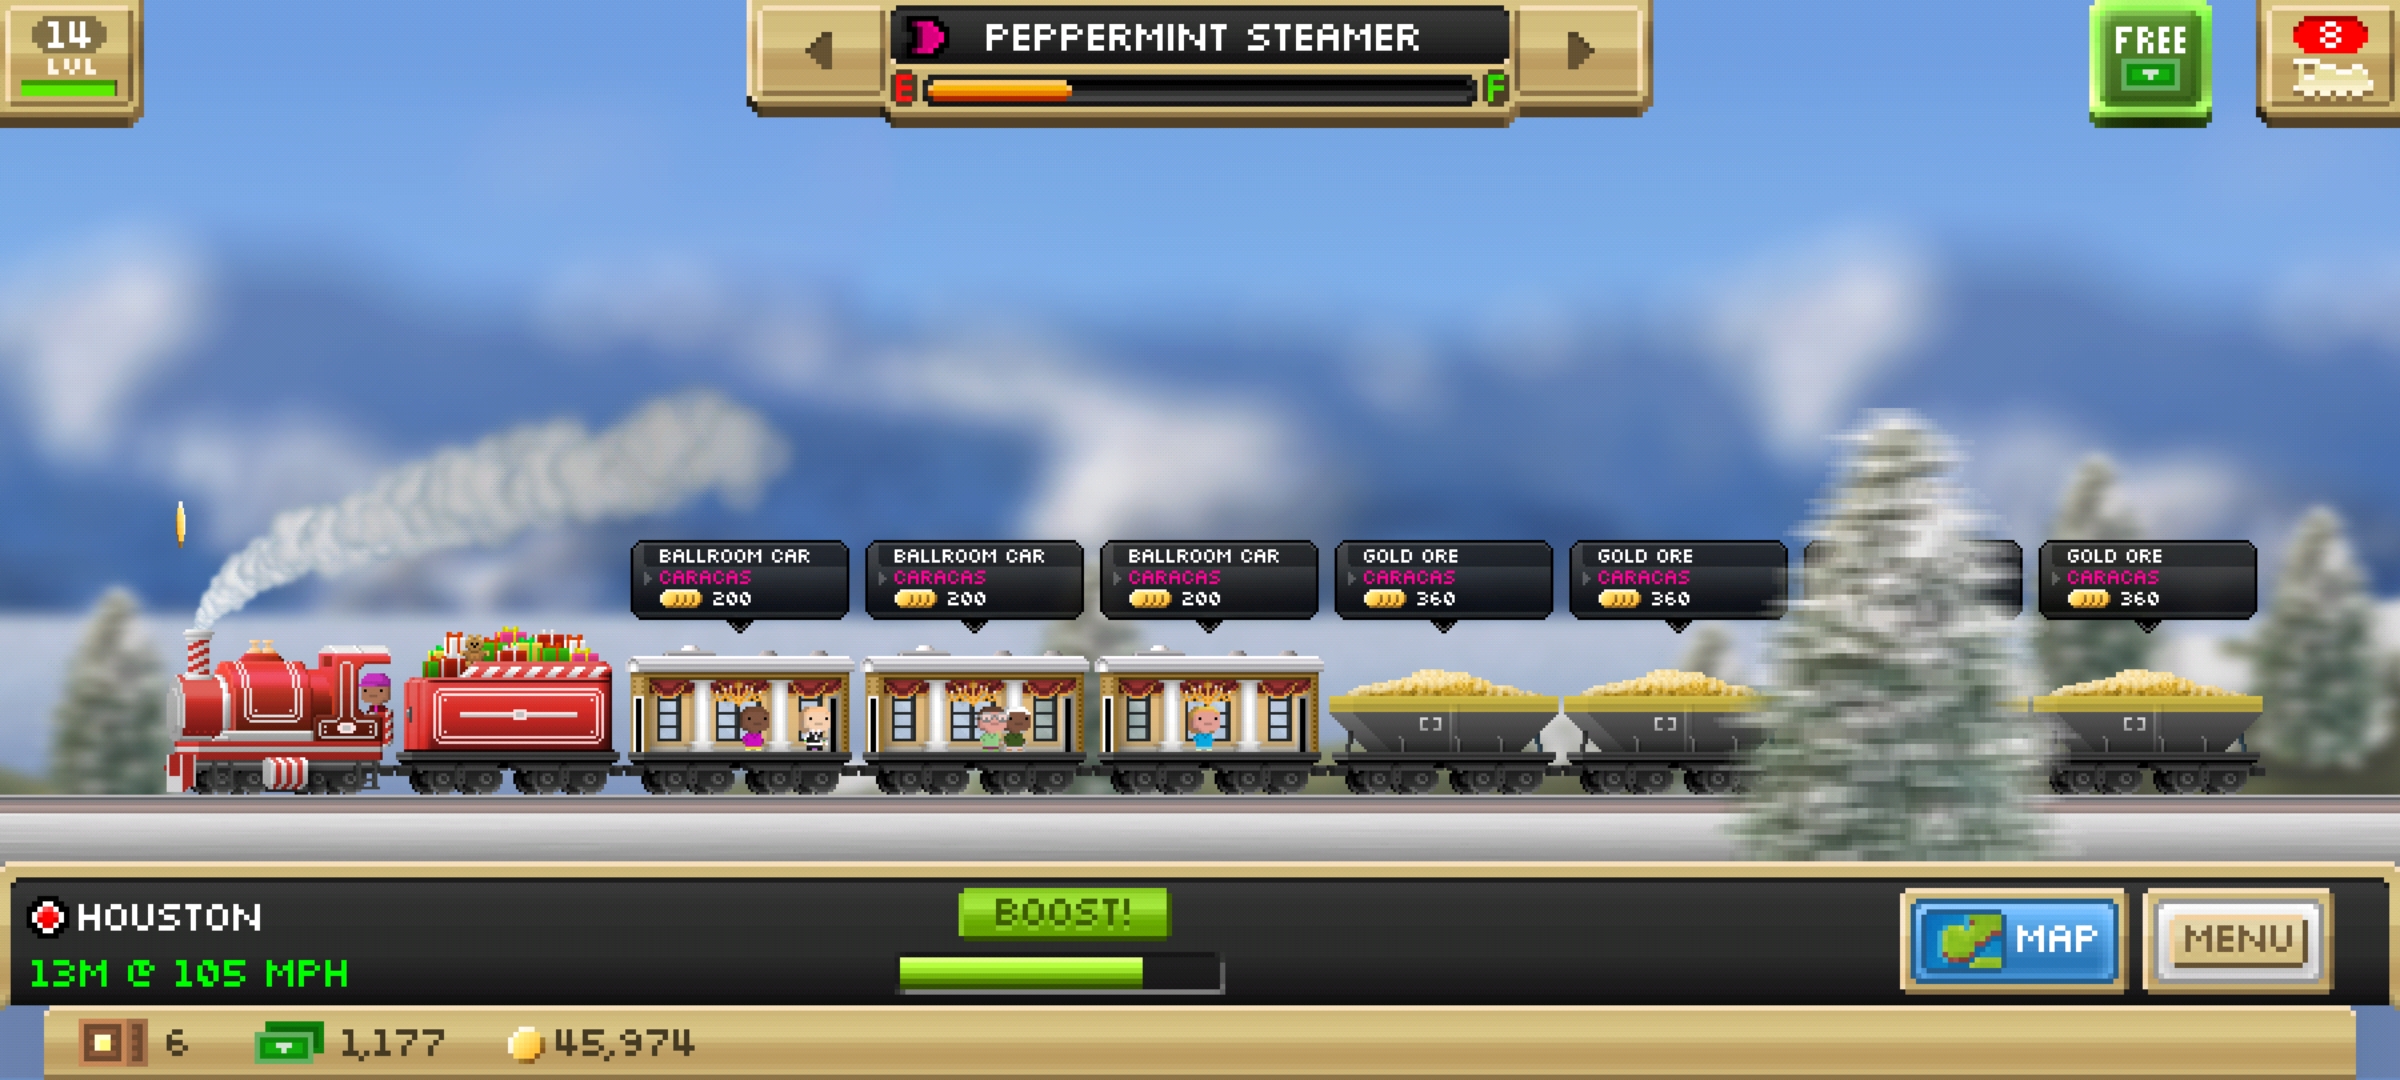 14
LVL
PEPPERMINT STEAMER
E
F
FREE
8
BALLROOM CAR
CARACAS
200
BALLROOM CAR
CARACAS
200
BALLROOM CAR
CARACAS
200
GOLD ORE
CARACAS
360
GOLD ORE
CARACAS
360
GOLD ORE
CARACAS
360
HOUSTON
13M @ 105 MPH
BOOST!
MAP
MENU
6
1,177
45,974